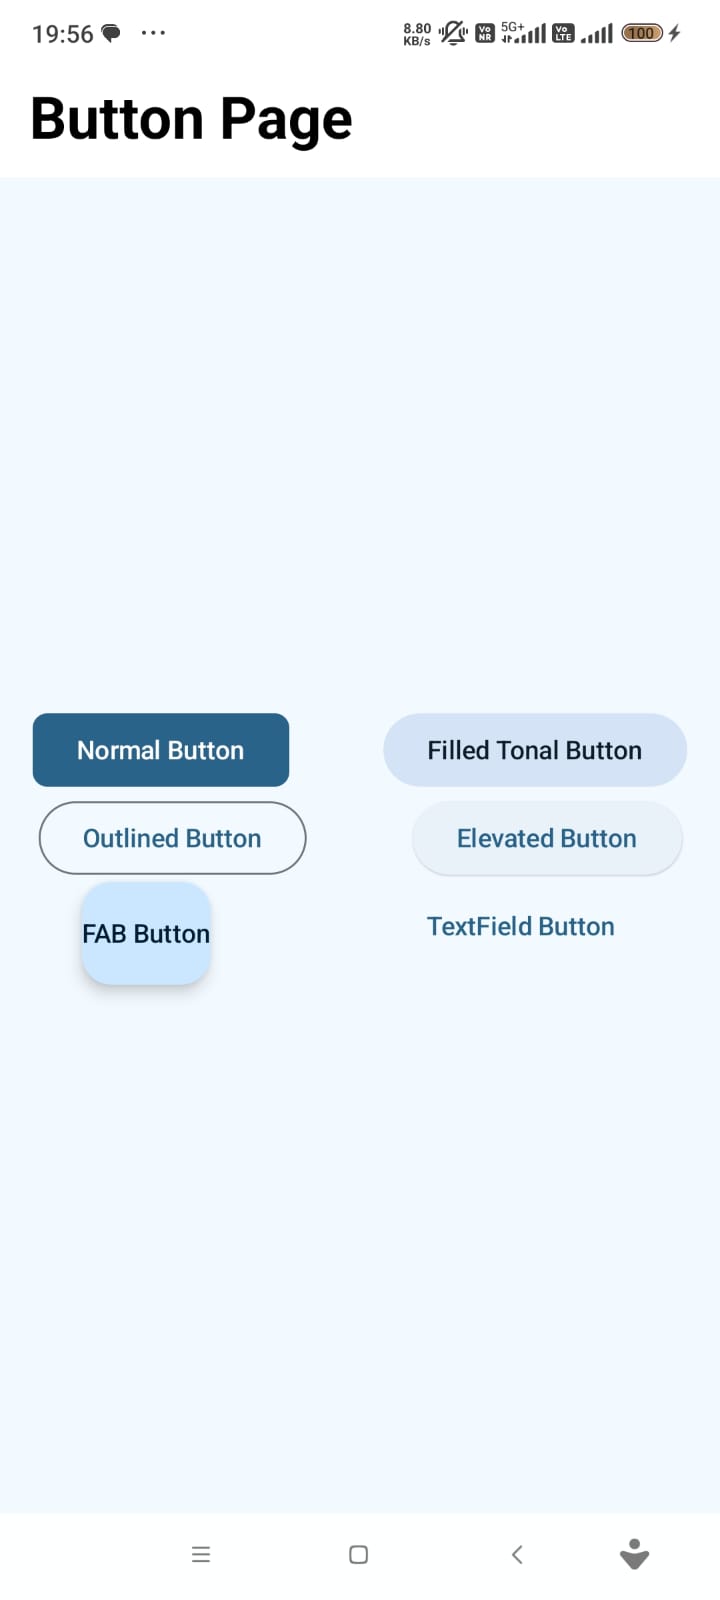 19:56 8.80 KB/s Vo NR 5G+ Vo LTE 100
Button Page
Normal Button Filled Tonal Button
Outlined Button Elevated Button
FAB Button TextField Button